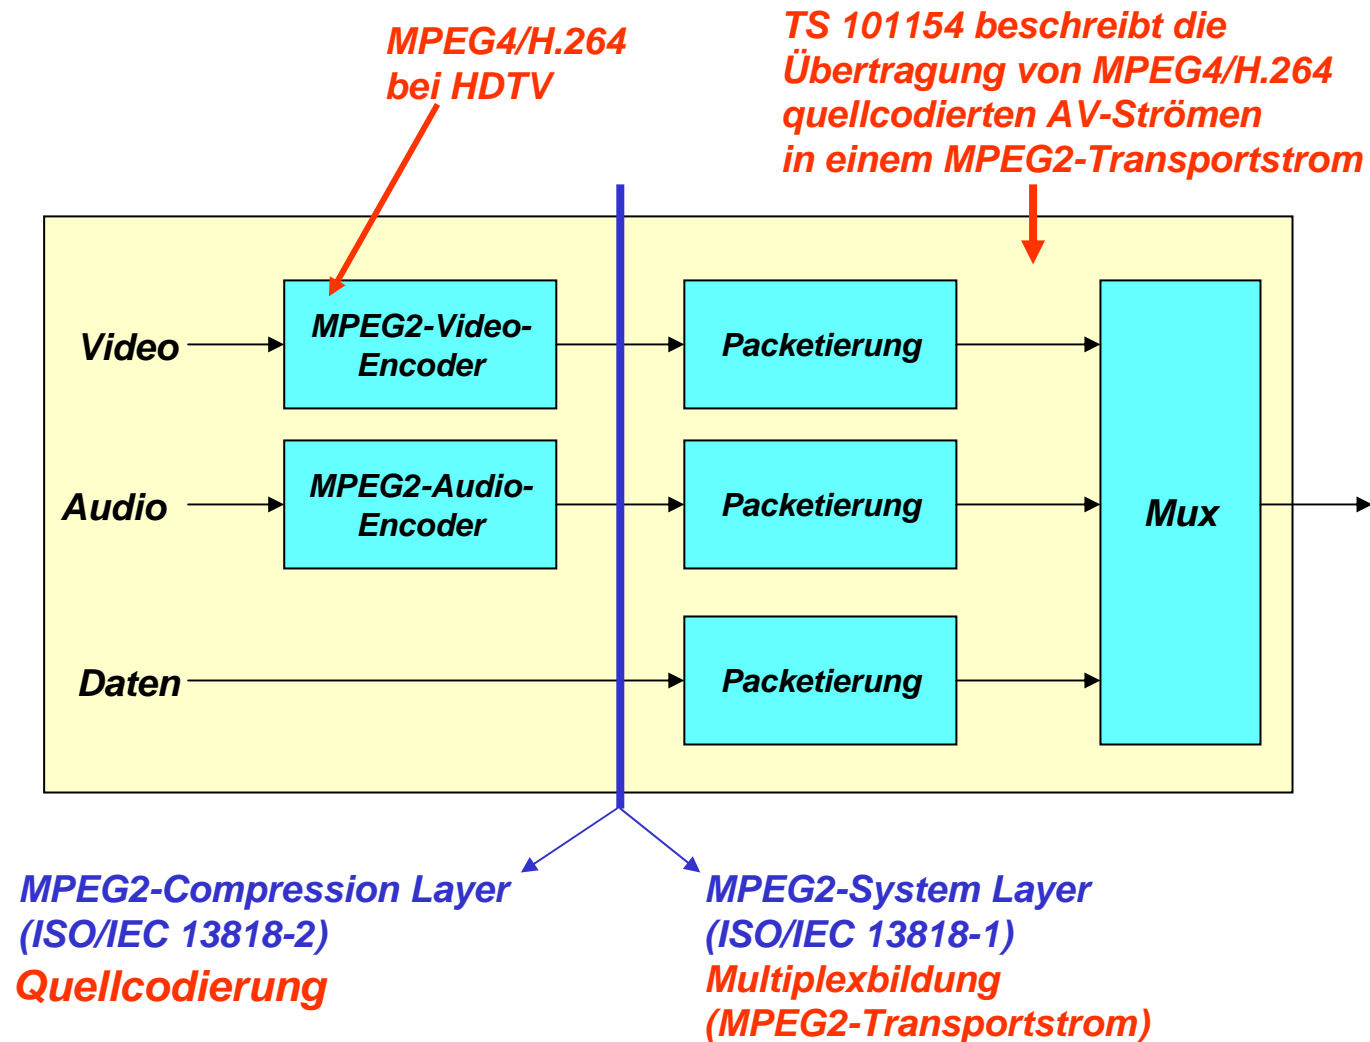 MPEG4/H.264
bei HDTV
TS 101154 beschreibt die
Übertragung von MPEG4/H.264
quellcodierten AV-Strömen
in einem MPEG2-Transportstrom
Video
MPEG2-Video-
Encoder
Packetierung
Audio
MPEG2-Audio-
Encoder
Packetierung
Mux
Daten
Packetierung
MPEG2-Compression Layer
(ISO/IEC 13818-2)
Quellcodierung
MPEG2-System Layer
(ISO/IEC 13818-1)
Multiplexbildung
(MPEG2-Transportstrom)